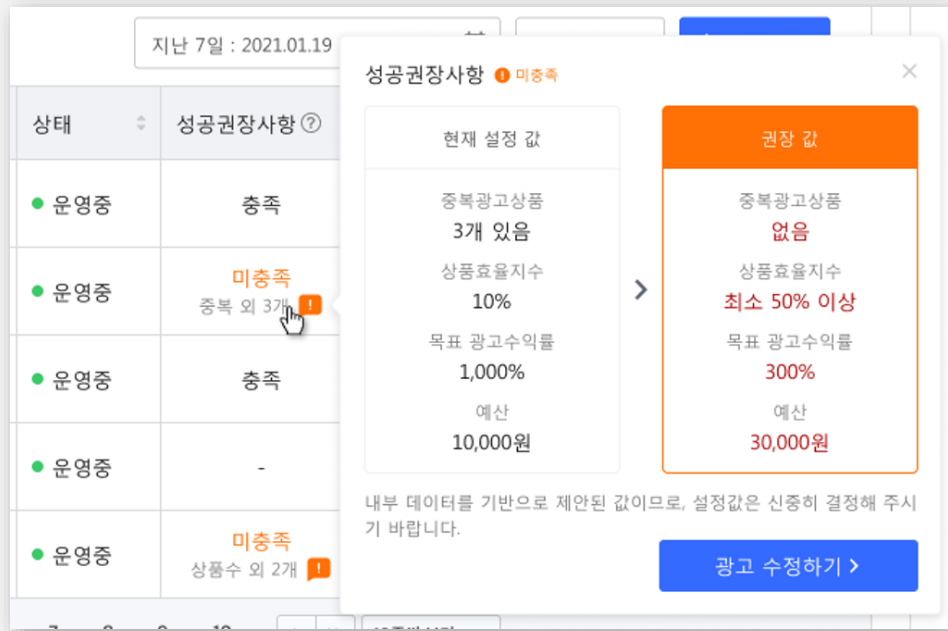 지난 7일 : 2021.01.19
상태
성공권장사항 ?
운영중
충족
운영중
미충족
중복 외 3개 !
운영중
충족
운영중
-
운영중
미충족
상품수 외 2개 !
성공권장사항 ! 미충족
현재 설정 값
중복광고상품
3개 있음
상품효율지수
10%
목표 광고수익률
1,000%
예산
10,000원
권장 값
중복광고상품
없음
상품효율지수
최소 50% 이상
목표 광고수익률
300%
예산
30,000원
내부 데이터를 기반으로 제안된 값이므로, 설정값은 신중히 결정해 주시
기 바랍니다.
광고 수정하기